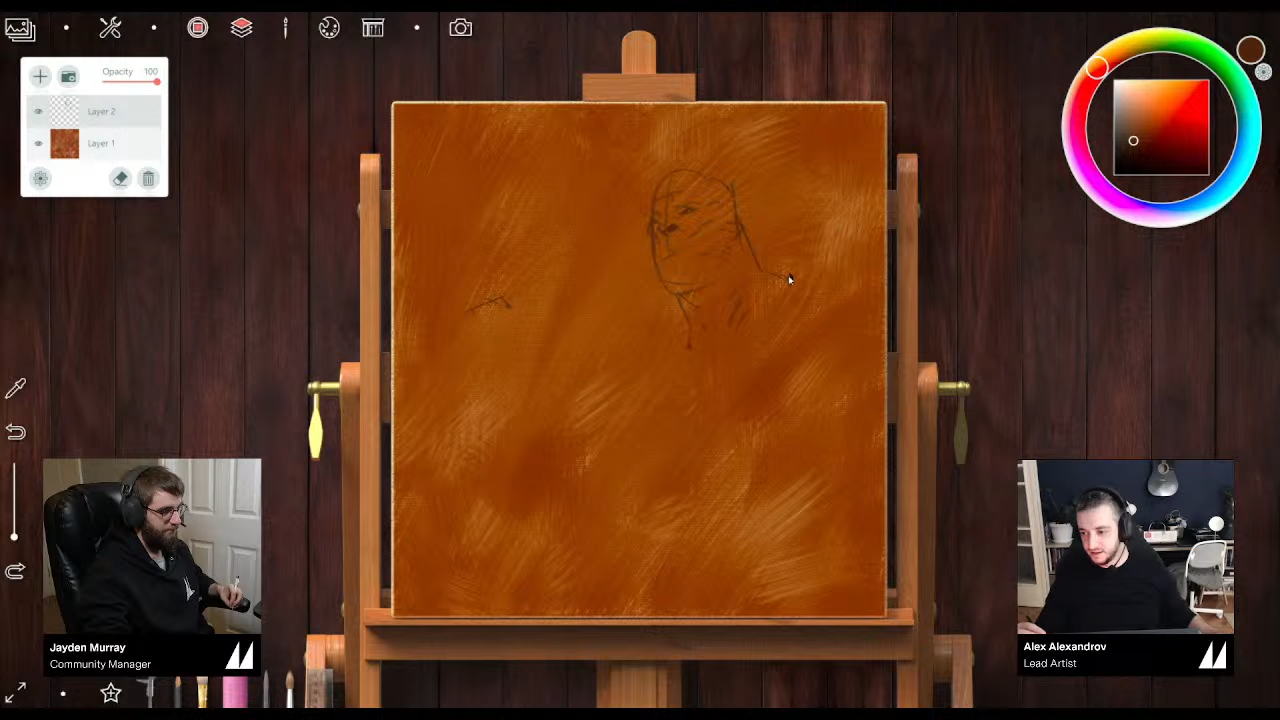 Opacity 100
Layer 2
Layer 1
Jayden Murray
Community Manager
Alex Alexandrov
Lead Artist